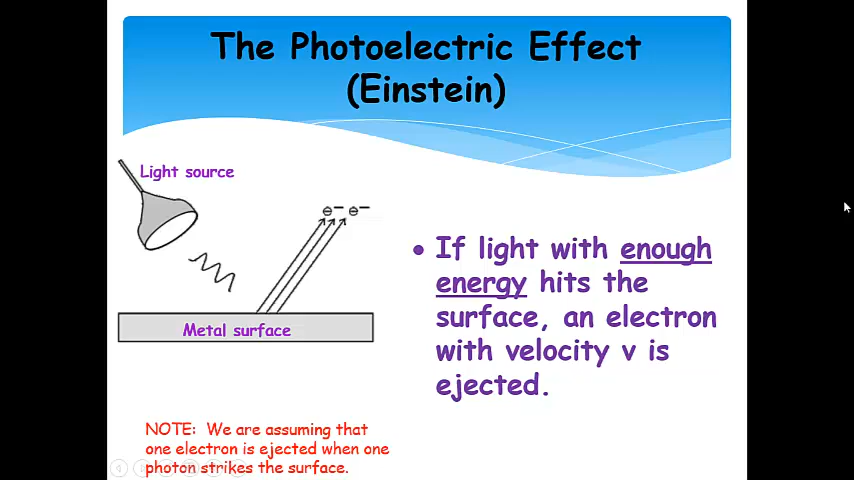 The Photoelectric Effect
(Einstein)
Light source
e− e−
Metal surface
• If light with enough
energy hits the
surface, an electron
with velocity v is
ejected.
NOTE: We are assuming that
one electron is ejected when one
photon strikes the surface.